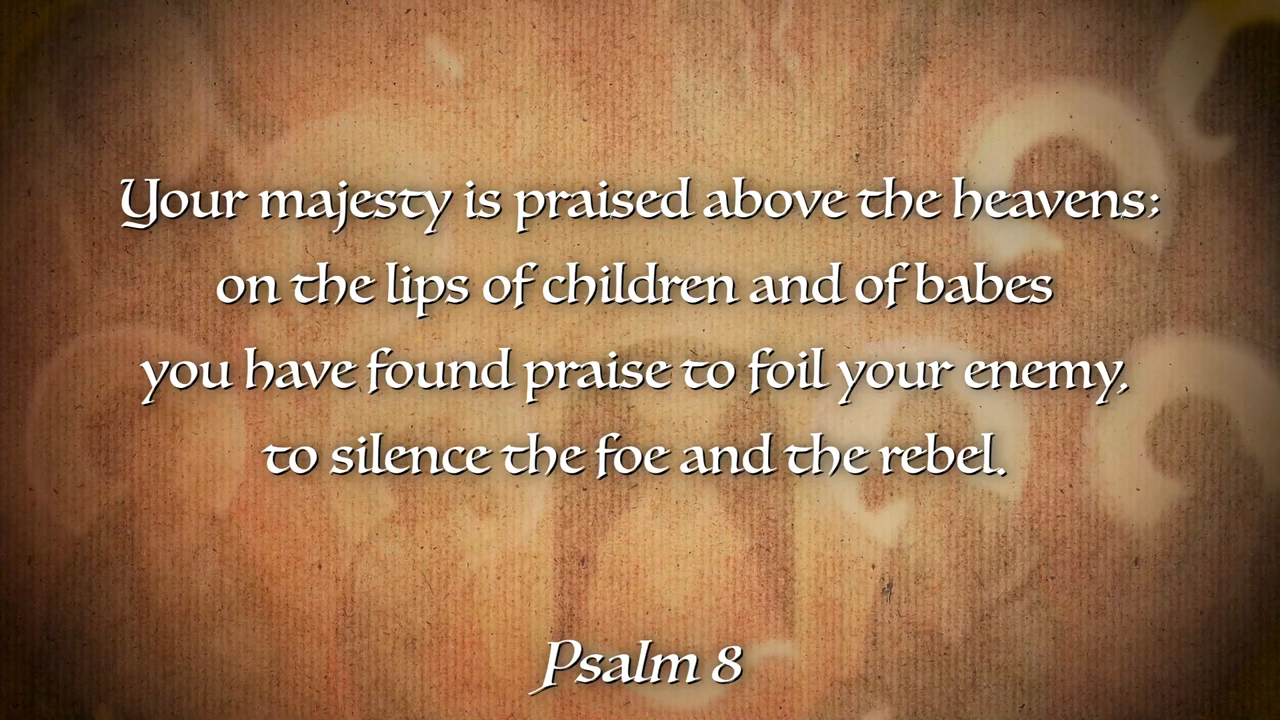 Your majesty is praised above the heavens:
on the lips of children and of babes
you have found praise to foil your enemy,
to silence the foe and the rebel.
Psalm 8